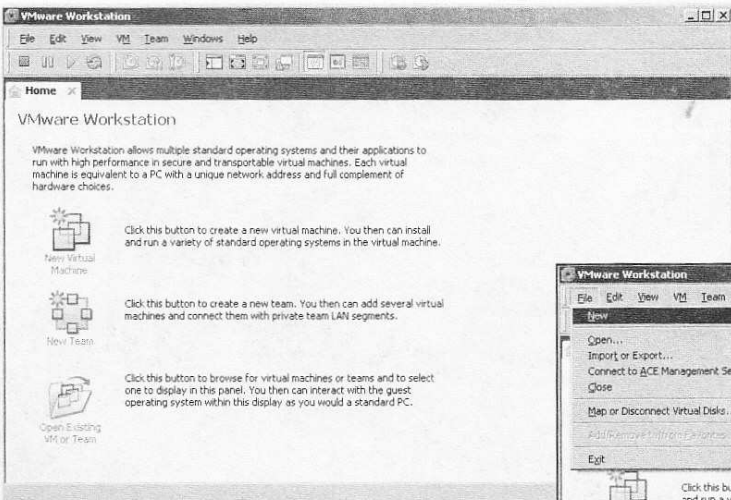 VMware Workstation
File Edit View VM Team Windows Help
Home
VMware Workstation
VMware Workstation allows multiple standard operating systems and their applications to
run with high performance in secure and transportable virtual machines. Each virtual
machine is equivalent to a PC with a unique network address and full complement of
hardware choices.
New Virtual
Machine
Click this button to create a new virtual machine. You then can install
and run a variety of standard operating systems in the virtual machine.
New Team
Click this button to create a new team. You then can add several virtual
machines and connect them with private team LAN segments.
Open Existing
VM or Team
Click this button to browse for virtual machines or teams and to select
one to display in this panel. You then can interact with the guest
operating system within this display as you would a standard PC.
VMware Workstation
File Edit View VM Team
New
Open...
Import or Export...
Connect to ACE Management Se
Close
Map or Disconnect Virtual Disks.
Add/Remove to/from Favorites
Exit
Click this bu
and run a v